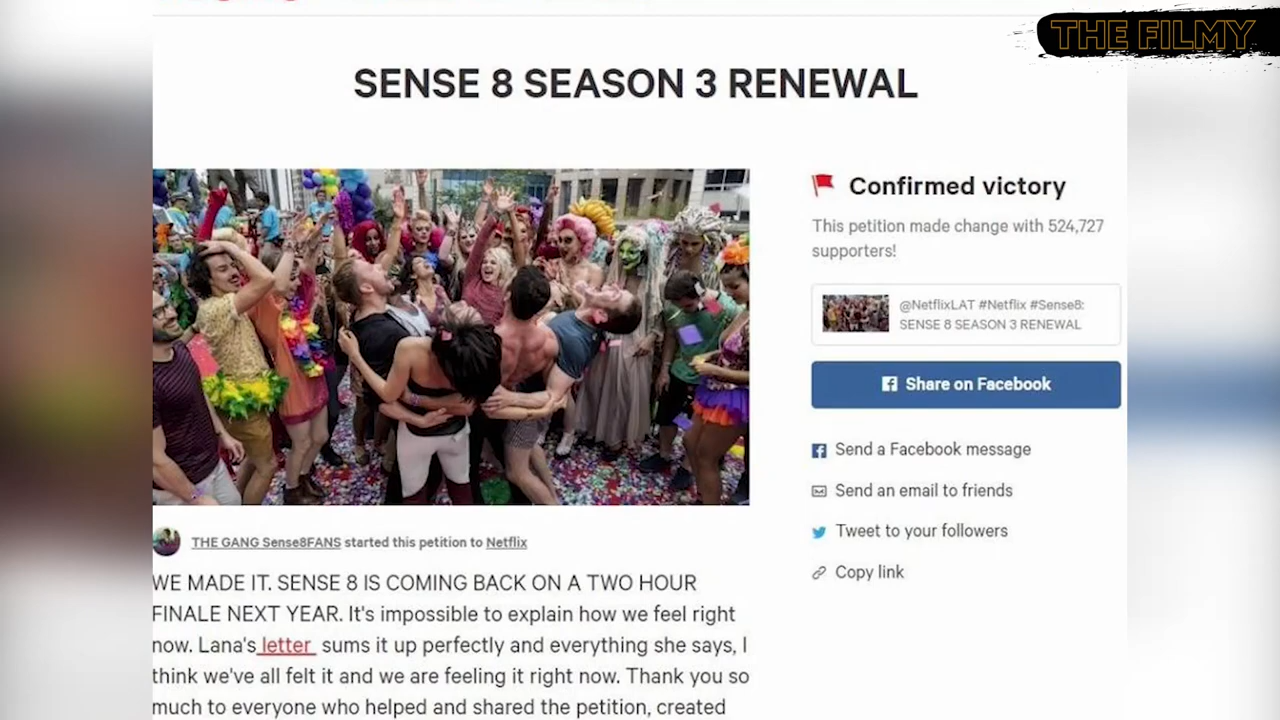 THE FILMY
SENSE 8 SEASON 3 RENEWAL
Confirmed victory
This petition made change with 524,727
supporters!
@NetflixLAT #Netflix #Sense8:
SENSE 8 SEASON 3 RENEWAL
Share on Facebook
Send a Facebook message
Send an email to friends
Tweet to your followers
Copy link
THE GANG Sense8FANS started this petition to Netflix
WE MADE IT. SENSE 8 IS COMING BACK ON A TWO HOUR
FINALE NEXT YEAR. It's impossible to explain how we feel right
now. Lana's letter sums it up perfectly and everything she says, I
think we've all felt it and we are feeling it right now. Thank you so
much to everyone who helped and shared the petition, created